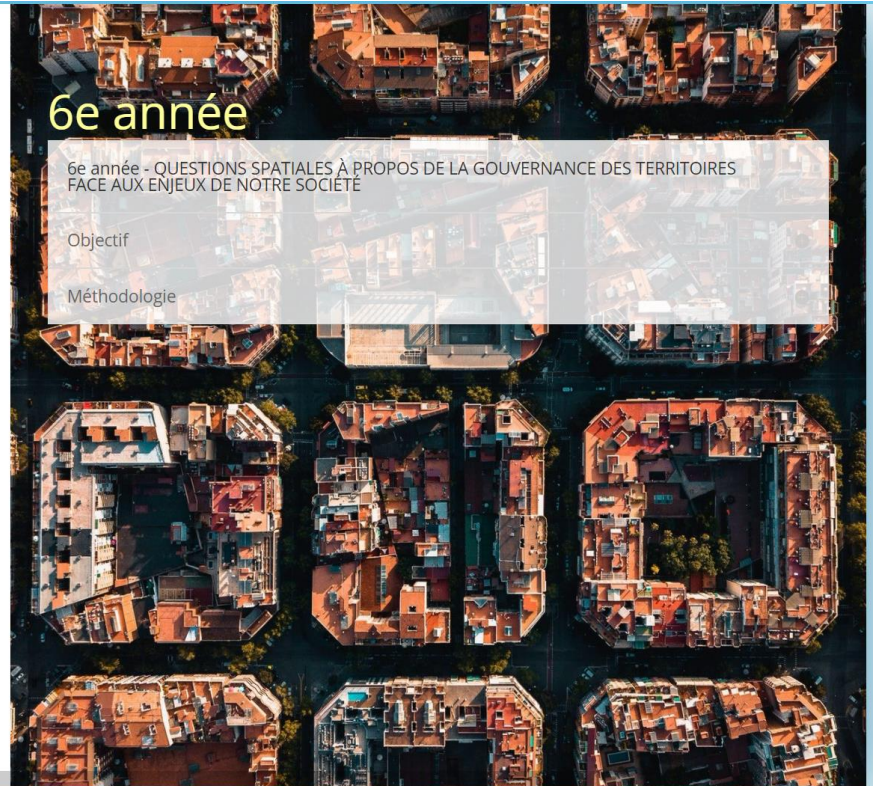 6e année
6e année - QUESTIONS SPATIALES À PROPOS DE LA GOUVERNANCE DES TERRITOIRES
FACE AUX ENJEUX DE NOTRE SOCIÉTÉ
Objectif
Méthodologie